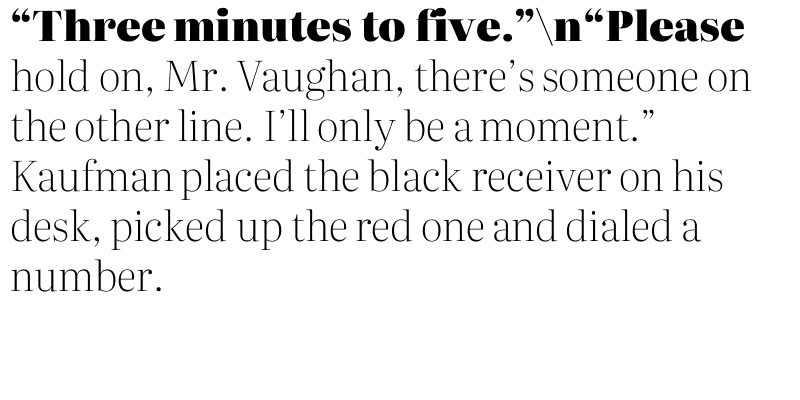 “Three minutes to five.”\n“Please
hold on, Mr. Vaughan, there’s someone on
the other line. I’ll only be a moment.”
Kaufman placed the black receiver on his
desk, picked up the red one and dialed a
number.